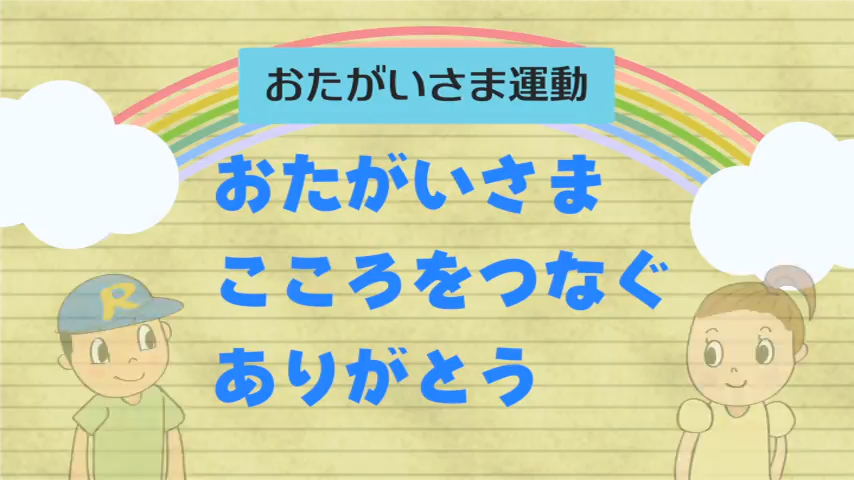 おたがいさま運動
おたがいさま
こころをつなぐ
ありがとう
R